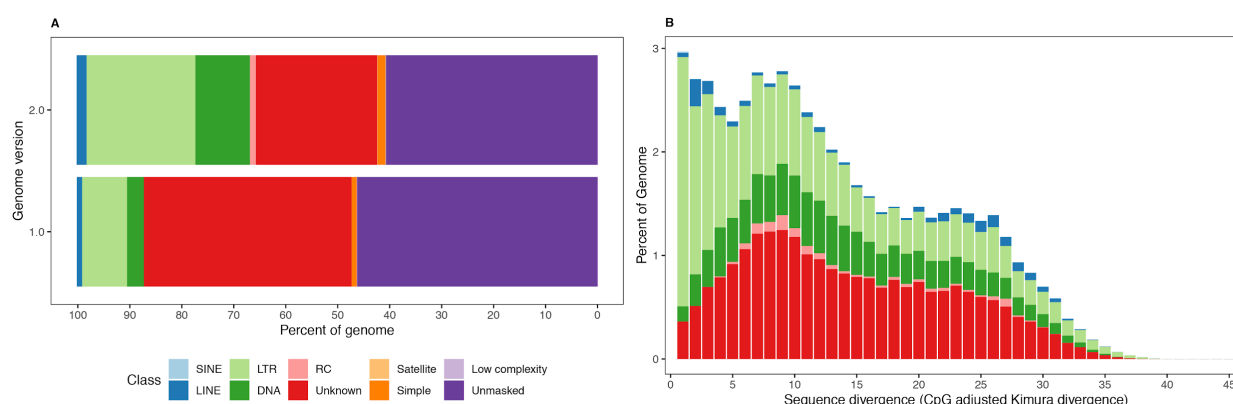 A
Genome version
2.0
1.0
100 90 80 70 60 50 40 30 20 10 0
Percent of genome
Class
SINE LTR RC Satellite Low complexity
LINE DNA Unknown Simple Unmasked
B
Percent of Genome
3
2
1
0
0 5 10 15 20 25 30 35 40 45
Sequence divergence (CpG adjusted Kimura divergence)